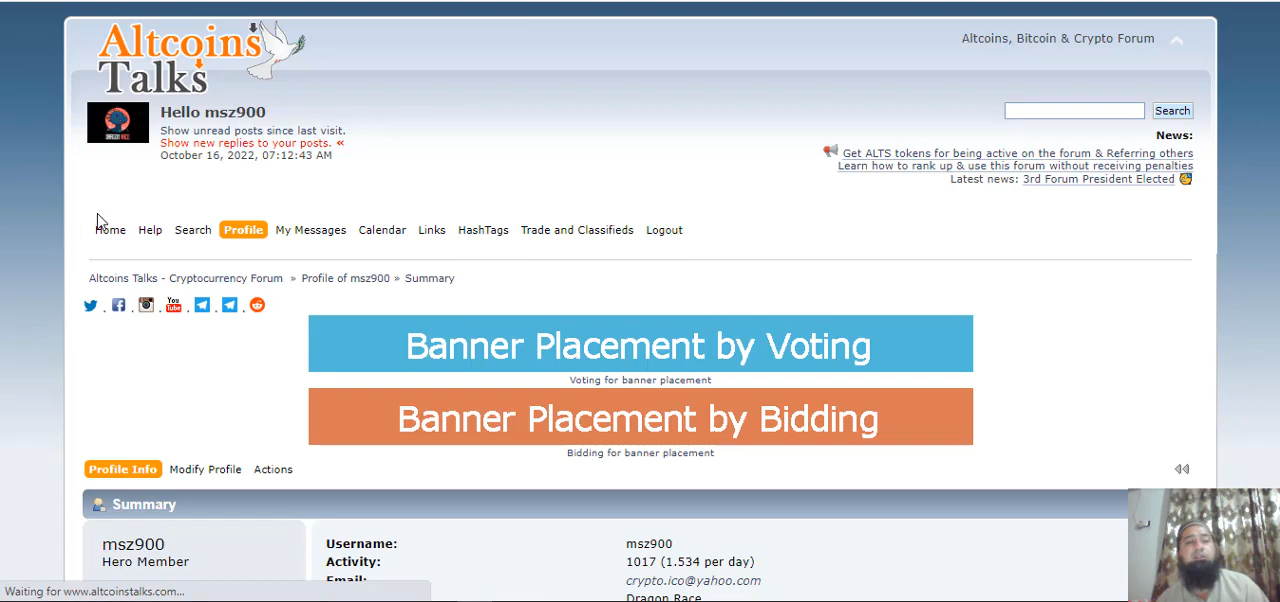 Altcoins
Talks
Altcoins, Bitcoin & Crypto Forum
Hello msz900
Show unread posts since last visit.
Show new replies to your posts. «
October 16, 2022, 07:12:43 AM
Search
News:
Get ALTS tokens for being active on the forum & Referring others
Learn how to rank up & use this forum without receiving penalties
Latest news: 3rd Forum President Elected
Home Help Search Profile My Messages Calendar Links HashTags Trade and Classifieds Logout
Altcoins Talks - Cryptocurrency Forum » Profile of msz900 » Summary
You Tube
Banner Placement by Voting
Voting for banner placement
Banner Placement by Bidding
Bidding for banner placement
Profile Info Modify Profile Actions
Summary
msz900
Hero Member
Username: msz900
Activity: 1017 (1.534 per day)
Email: crypto.ico@yahoo.com
Dragon Race
Waiting for www.altcoinstalks.com...